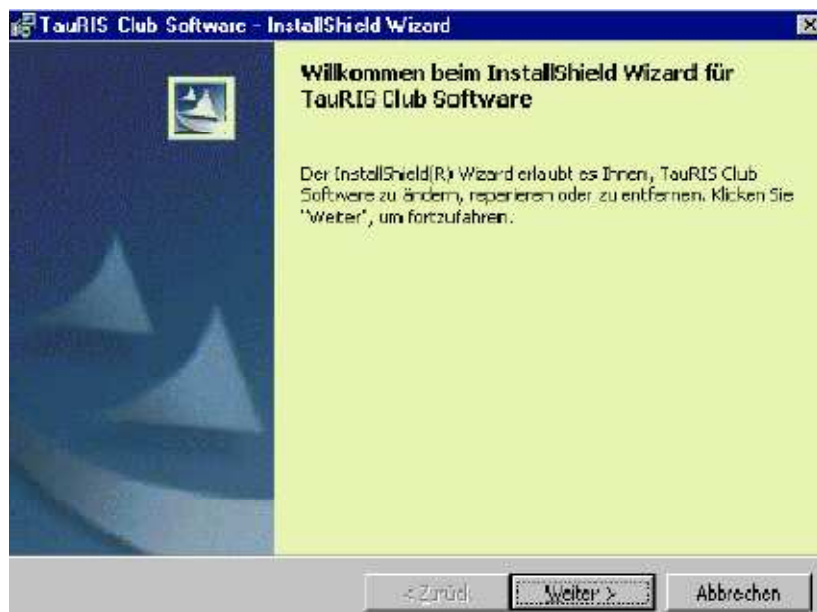 TauRIS Club Software - InstallShield Wizard
Willkommen beim InstallShield Wizard für
TauRIS Club Software
Der InstallShield(R) Wizard erlaubt es Ihnen, TauRIS Club
Software zu ändern, reparieren oder zu entfernen. Klicken Sie
"Weiter", um fortzufahren.
< Zurück
Weiter >
Abbrechen